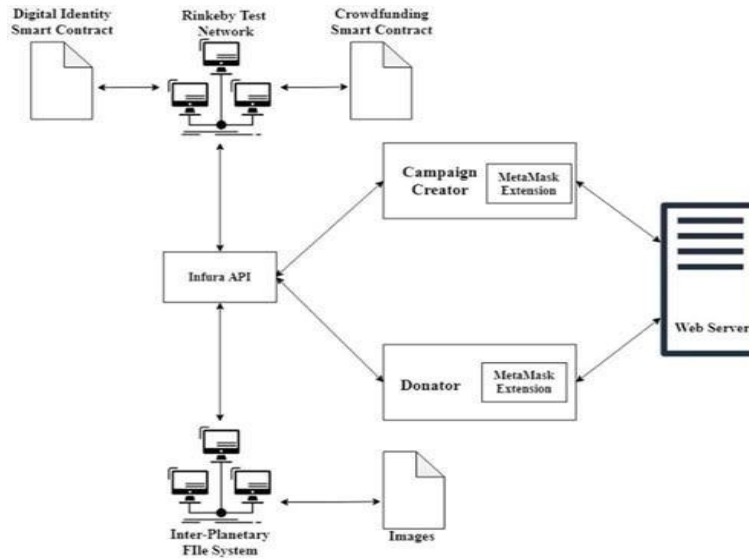 Digital Identity
Smart Contract
Rinkeby Test
Network
Crowdfunding
Smart Contract
Campaign
Creator
MetaMask
Extension
Infura API
Web Server
Donator
MetaMask
Extension
Inter-Planetary
FIle System
Images